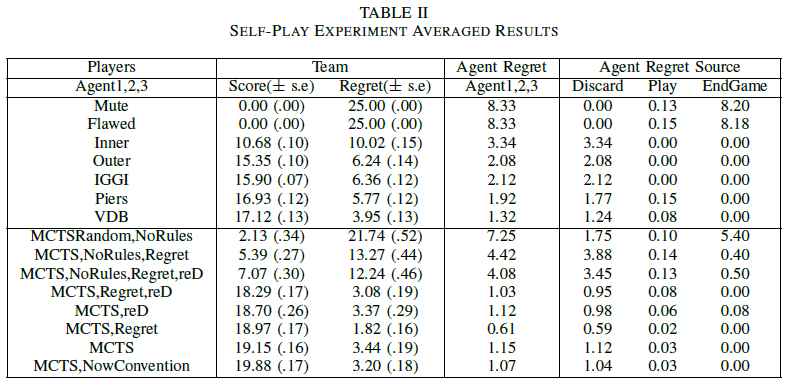 TABLE II
SELF-PLAY EXPERIMENT AVERAGED RESULTS
Players Team Agent Regret Agent Regret Source
Agent1,2,3 Score(± s.e) Regret(± s.e) Agent1,2,3 Discard Play EndGame
Mute 0.00 (.00) 25.00 (.00) 8.33 0.00 0.13 8.20
Flawed 0.00 (.00) 25.00 (.00) 8.33 0.00 0.15 8.18
Inner 10.68 (.10) 10.02 (.15) 3.34 3.34 0.00 0.00
Outer 15.35 (.10) 6.24 (.14) 2.08 2.08 0.00 0.00
IGGI 15.90 (.07) 6.36 (.12) 2.12 2.12 0.00 0.00
Piers 16.93 (.12) 5.77 (.12) 1.92 1.77 0.15 0.00
VDB 17.12 (.13) 3.95 (.13) 1.32 1.24 0.08 0.00
MCTSRandom,NoRules 2.13 (.34) 21.74 (.52) 7.25 1.75 0.10 5.40
MCTS,NoRules,Regret 5.39 (.27) 13.27 (.44) 4.42 3.88 0.14 0.40
MCTS,NoRules,Regret,reD 7.07 (.30) 12.24 (.46) 4.08 3.45 0.13 0.50
MCTS,Regret,reD 18.29 (.17) 3.08 (.19) 1.03 0.95 0.08 0.00
MCTS,reD 18.70 (.26) 3.37 (.29) 1.12 0.98 0.06 0.08
MCTS,Regret 18.97 (.17) 1.82 (.16) 0.61 0.59 0.02 0.00
MCTS 19.15 (.16) 3.44 (.19) 1.15 1.12 0.03 0.00
MCTS,NowConvention 19.88 (.17) 3.20 (.18) 1.07 1.04 0.03 0.00